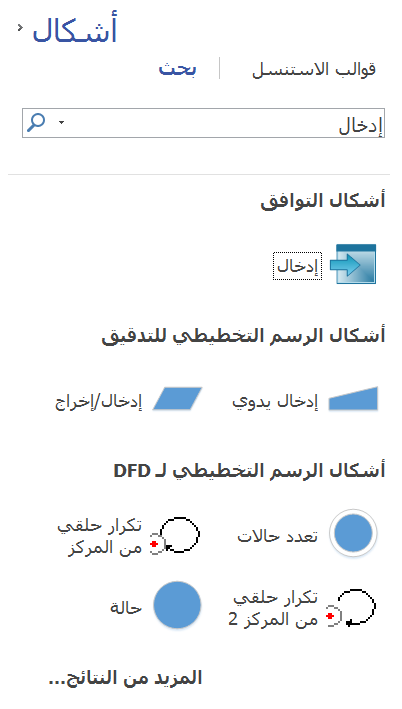 أشكال
قوالب الاستنسل
بحث
إدخال
أشكال التوافق
إدخال
أشكال الرسم التخطيطي للتدقيق
إدخال يدوي
إدخال/إخراج
أشكال الرسم التخطيطي لـ DFD
تعدد حالات
تكرار حلقي
من المركز
تكرار حلقي
من المركز 2
حالة
المزيد من النتائج...